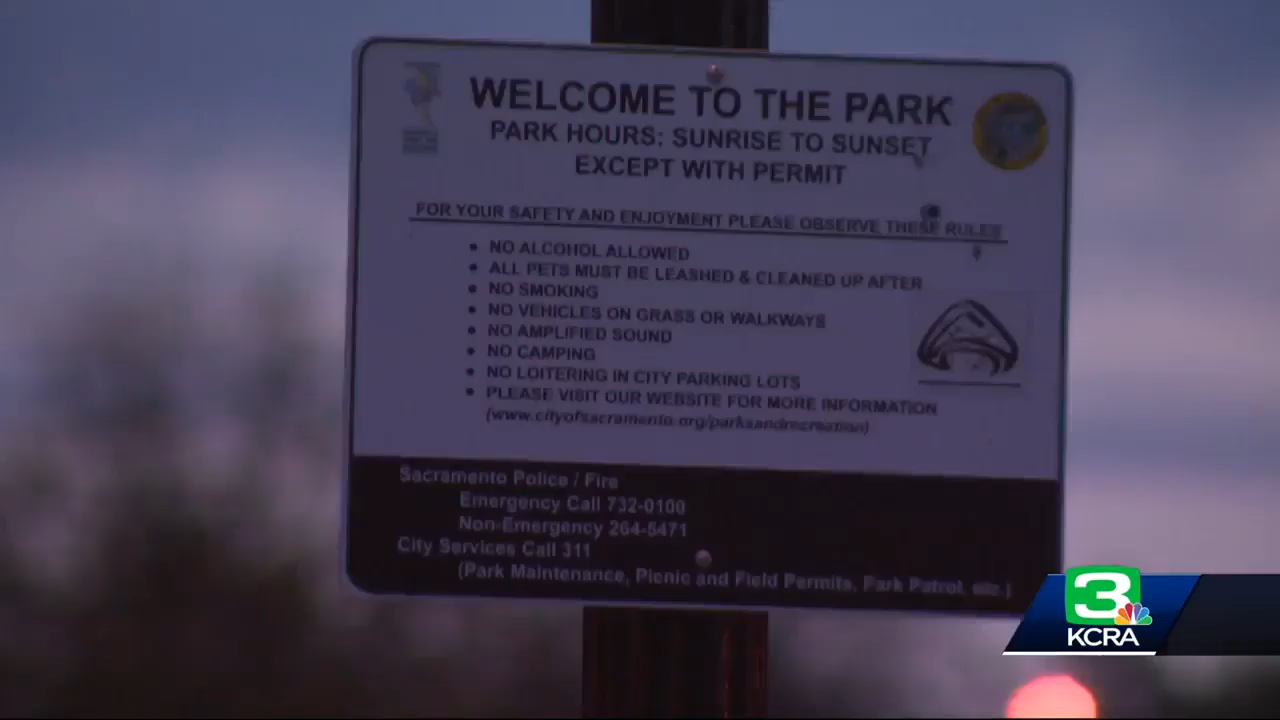 WELCOME TO THE PARK
PARK HOURS: SUNRISE TO SUNSET
EXCEPT WITH PERMIT
FOR YOUR SAFETY AND ENJOYMENT PLEASE OBSERVE THESE RULES
• NO ALCOHOL ALLOWED
• ALL PETS MUST BE LEASHED & CLEANED UP AFTER
• NO SMOKING
• NO VEHICLES ON GRASS OR WALKWAYS
• NO AMPLIFIED SOUND
• NO CAMPING
• NO LOITERING IN CITY PARKING LOTS
• PLEASE VISIT OUR WEBSITE FOR MORE INFORMATION
(www.cityofsacramento.org/parksandrecreation)
Sacramento Police / Fire
Emergency Call 732-0100
Non-Emergency 264-5471
City Services Call 311
(Park Maintenance, Picnic and Field Permits, Park Patrol, etc.)
3
KCRA